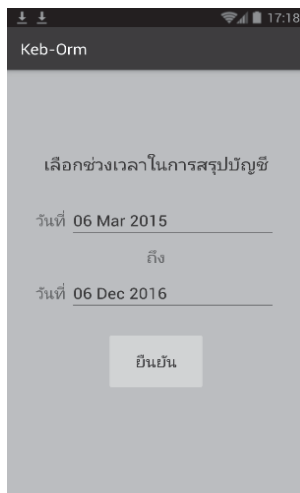 17:18
Keb-Orm
เลือกช่วงเวลาในการสรุปบัญชี
วันที่ 06 Mar 2015
ถึง
วันที่ 06 Dec 2016
ยืนยัน